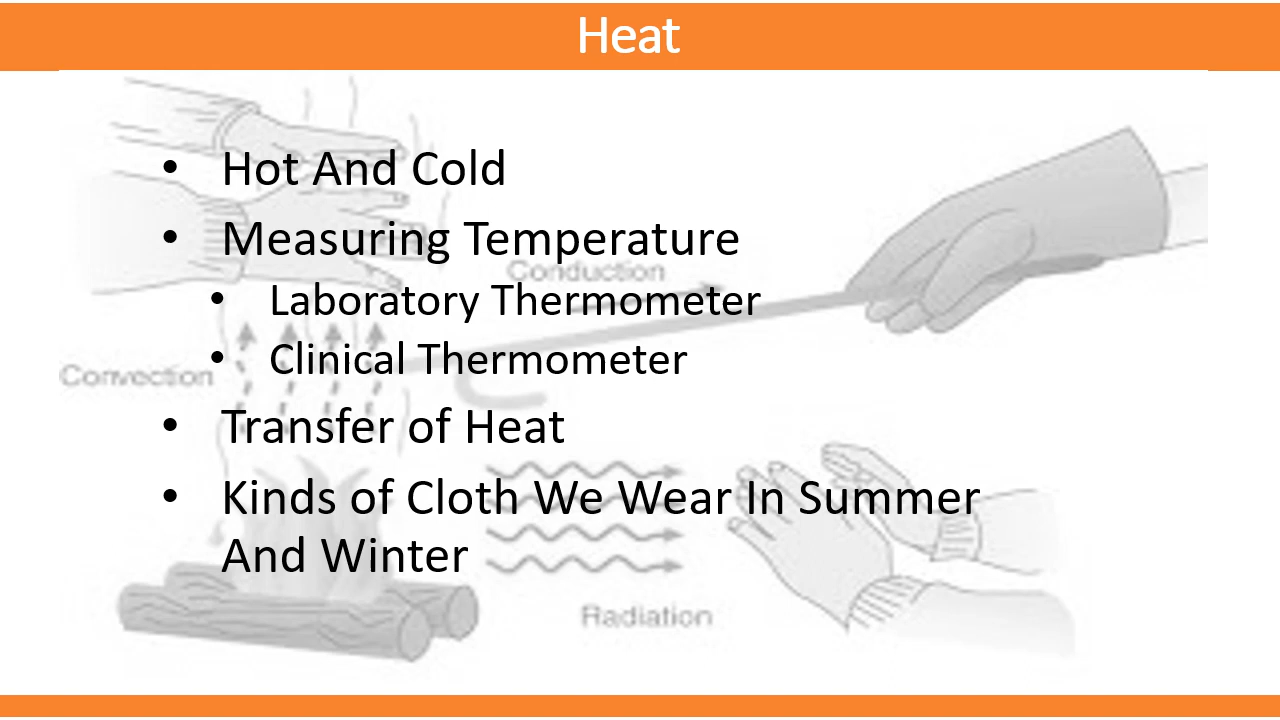 Heat
• Hot And Cold
• Measuring Temperature
Conduction
• Laboratory Thermometer
• Clinical Thermometer
Convection
• Transfer of Heat
• Kinds of Cloth We Wear In Summer
And Winter
Radiation